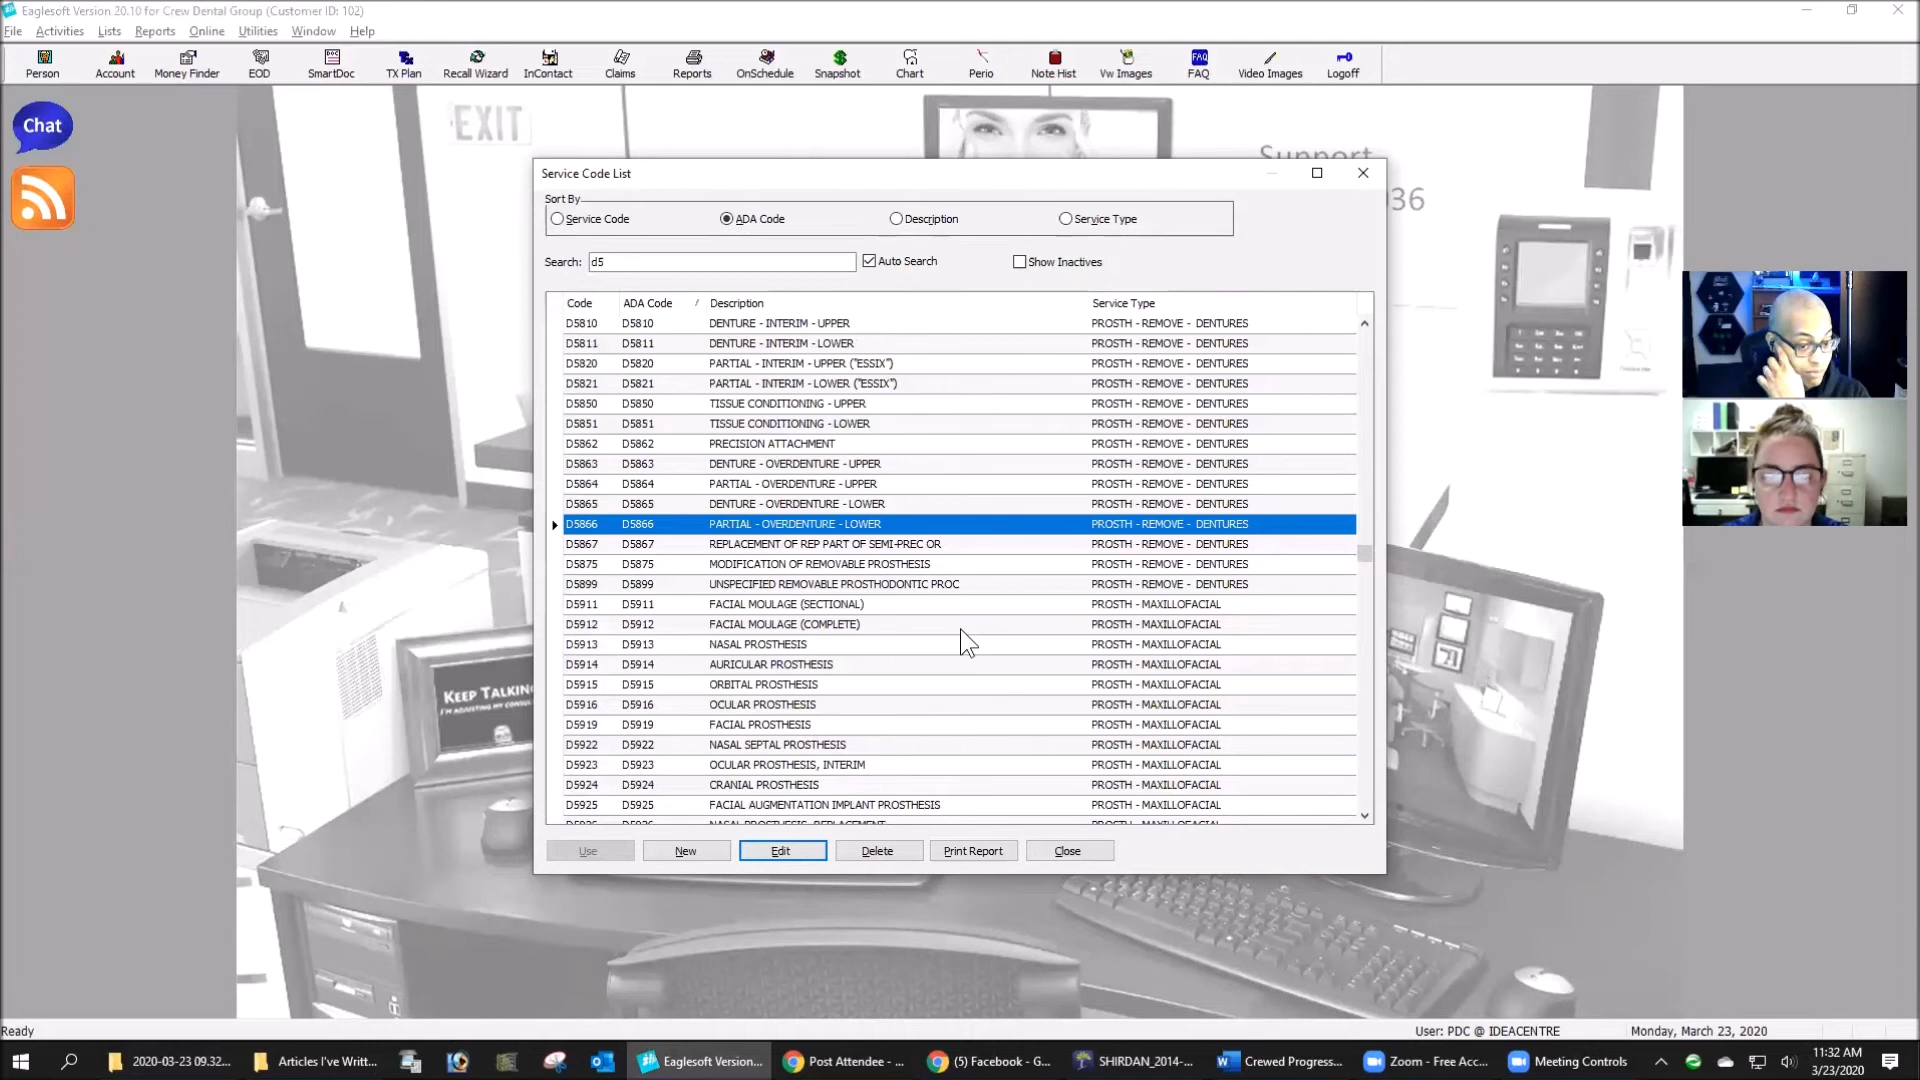 Eaglesoft Version 20.10 for Crew Dental Group (Customer ID: 102)
File Activities Lists Reports Online Utilities Window Help
Person Account Money Finder EOD SmartDoc TX Plan Recall Wizard InContact Claims Reports OnSchedule Snapshot Chart Perio Note Hist Vw Images FAQ Video Images Logoff
FAQ
Chat
EXIT
Support
36
Service Code List
Sort By
Service Code ADA Code Description Service Type
Search: d5 Auto Search Show Inactives
Code ADA Code / Description Service Type
D5810 D5810 DENTURE - INTERIM - UPPER PROSTH - REMOVE - DENTURES
D5811 D5811 DENTURE - INTERIM - LOWER PROSTH - REMOVE - DENTURES
D5820 D5820 PARTIAL - INTERIM - UPPER ("ESSIX") PROSTH - REMOVE - DENTURES
D5821 D5821 PARTIAL - INTERIM - LOWER ("ESSIX") PROSTH - REMOVE - DENTURES
D5850 D5850 TISSUE CONDITIONING - UPPER PROSTH - REMOVE - DENTURES
D5851 D5851 TISSUE CONDITIONING - LOWER PROSTH - REMOVE - DENTURES
D5862 D5862 PRECISION ATTACHMENT PROSTH - REMOVE - DENTURES
D5863 D5863 DENTURE - OVERDENTURE - UPPER PROSTH - REMOVE - DENTURES
D5864 D5864 PARTIAL - OVERDENTURE - UPPER PROSTH - REMOVE - DENTURES
D5865 D5865 DENTURE - OVERDENTURE - LOWER PROSTH - REMOVE - DENTURES
D5866 D5866 PARTIAL - OVERDENTURE - LOWER PROSTH - REMOVE - DENTURES
D5867 D5867 REPLACEMENT OF REP PART OF SEMI-PREC OR PROSTH - REMOVE - DENTURES
D5875 D5875 MODIFICATION OF REMOVABLE PROSTHESIS PROSTH - REMOVE - DENTURES
D5899 D5899 UNSPECIFIED REMOVABLE PROSTHODONTIC PROC PROSTH - REMOVE - DENTURES
D5911 D5911 FACIAL MOULAGE (SECTIONAL) PROSTH - MAXILLOFACIAL
D5912 D5912 FACIAL MOULAGE (COMPLETE) PROSTH - MAXILLOFACIAL
D5913 D5913 NASAL PROSTHESIS PROSTH - MAXILLOFACIAL
D5914 D5914 AURICULAR PROSTHESIS PROSTH - MAXILLOFACIAL
D5915 D5915 ORBITAL PROSTHESIS PROSTH - MAXILLOFACIAL
D5916 D5916 OCULAR PROSTHESIS PROSTH - MAXILLOFACIAL
D5919 D5919 FACIAL PROSTHESIS PROSTH - MAXILLOFACIAL
D5922 D5922 NASAL SEPTAL PROSTHESIS PROSTH - MAXILLOFACIAL
D5923 D5923 OCULAR PROSTHESIS, INTERIM PROSTH - MAXILLOFACIAL
D5924 D5924 CRANIAL PROSTHESIS PROSTH - MAXILLOFACIAL
D5925 D5925 FACIAL AUGMENTATION IMPLANT PROSTHESIS PROSTH - MAXILLOFACIAL
D5926 D5926 NASAL PROSTHESIS, REPLACEMENT PROSTH - MAXILLOFACIAL
Use New Edit Delete Print Report Close
KEEP TALKIN
I'M ADJUSTING MY
Ready User: PDC @ IDEACENTRE Monday, March 23, 2020
2020-03-23 09.32... Articles I've Writt... Eaglesoft Version... Post Attendee - ... (5) Facebook - G... SHIRDAN_2014-... Crewed Progress... Zoom - Free Acc... Meeting Controls 11:32 AM
3/23/2020